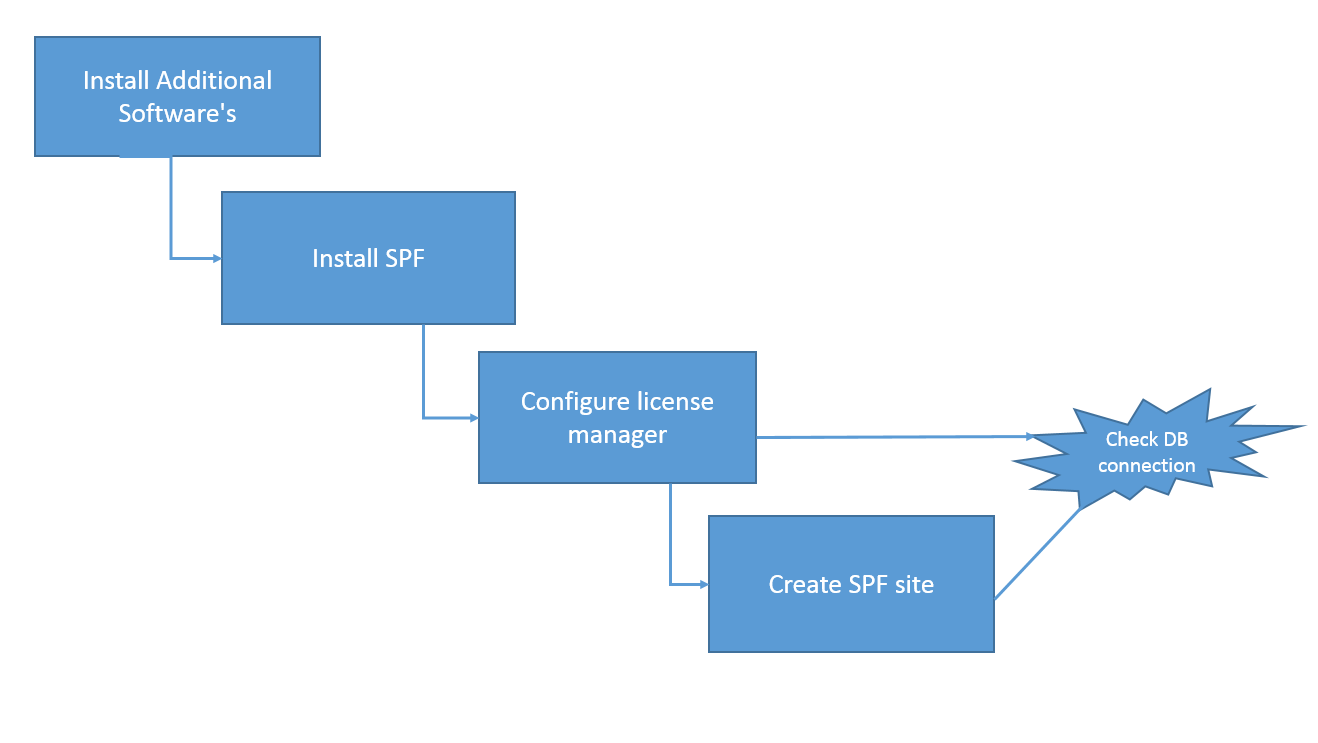 Install Additional
Software's
Install SPF
Configure license
manager
Check DB
connection
Create SPF site